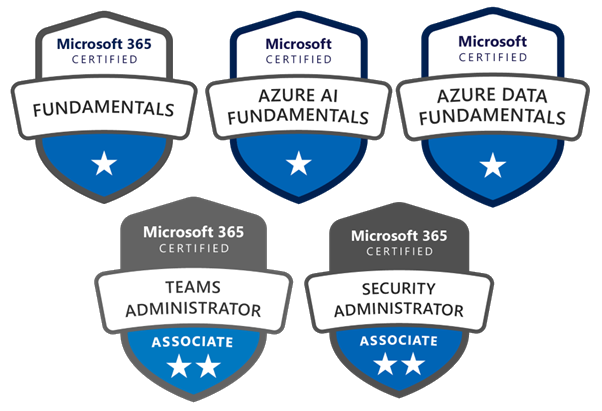 Microsoft 365
CERTIFIED
FUNDAMENTALS
Microsoft
CERTIFIED
AZURE AI
FUNDAMENTALS
Microsoft
CERTIFIED
AZURE DATA
FUNDAMENTALS
Microsoft 365
CERTIFIED
TEAMS
ADMINISTRATOR
ASSOCIATE
Microsoft 365
CERTIFIED
SECURITY
ADMINISTRATOR
ASSOCIATE